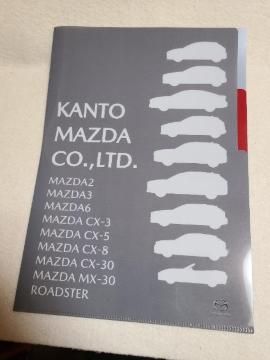 KANTO
MAZDA
CO.,LTD.
MAZDA2
MAZDA3
MAZDA6
MAZDA CX-3
MAZDA CX-5
MAZDA CX-8
MAZDA CX-30
MAZDA MX-30
ROADSTER